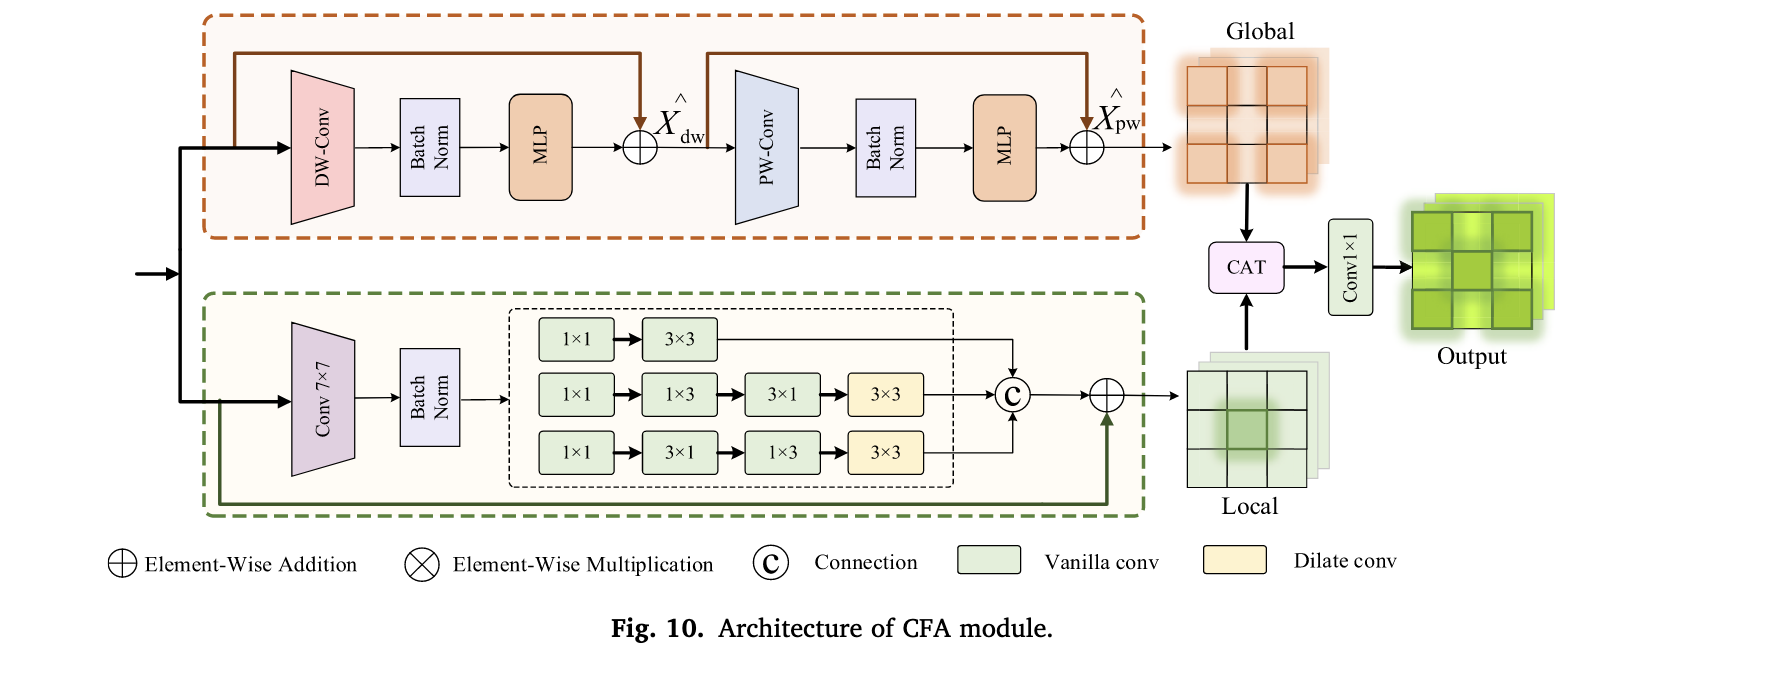 Global
DW-Conv
Batch
Norm
MLP
X̂dw
PW-Conv
Batch
Norm
MLP
X̂pw
CAT
Conv1×1
Output
Conv 7×7
Batch
Norm
1×1 3×3
1×1 1×3 3×1 3×3
1×1 3×1 1×3 3×3
C
Local
Element-Wise Addition Element-Wise Multiplication C Connection Vanilla conv Dilate conv
Fig. 10. Architecture of CFA module.